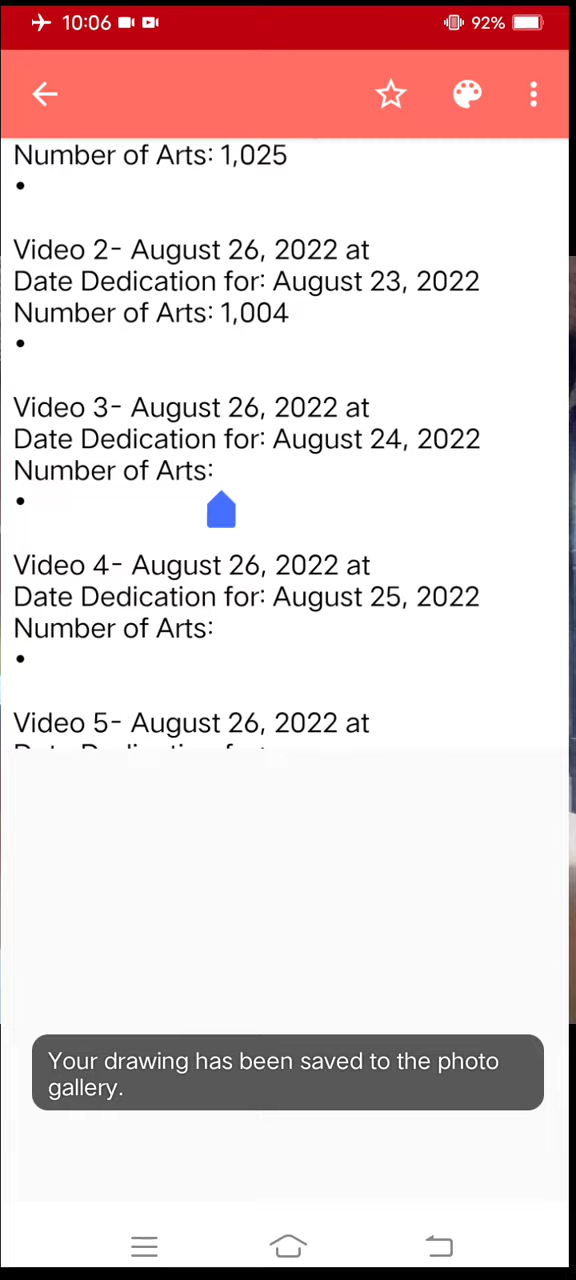 10:06
92%
Number of Arts: 1,025
•
Video 2- August 26, 2022 at
Date Dedication for: August 23, 2022
Number of Arts: 1,004
•
Video 3- August 26, 2022 at
Date Dedication for: August 24, 2022
Number of Arts:
•
Video 4- August 26, 2022 at
Date Dedication for: August 25, 2022
Number of Arts:
•
Video 5- August 26, 2022 at
Date Dedication for:
Your drawing has been saved to the photo
gallery.